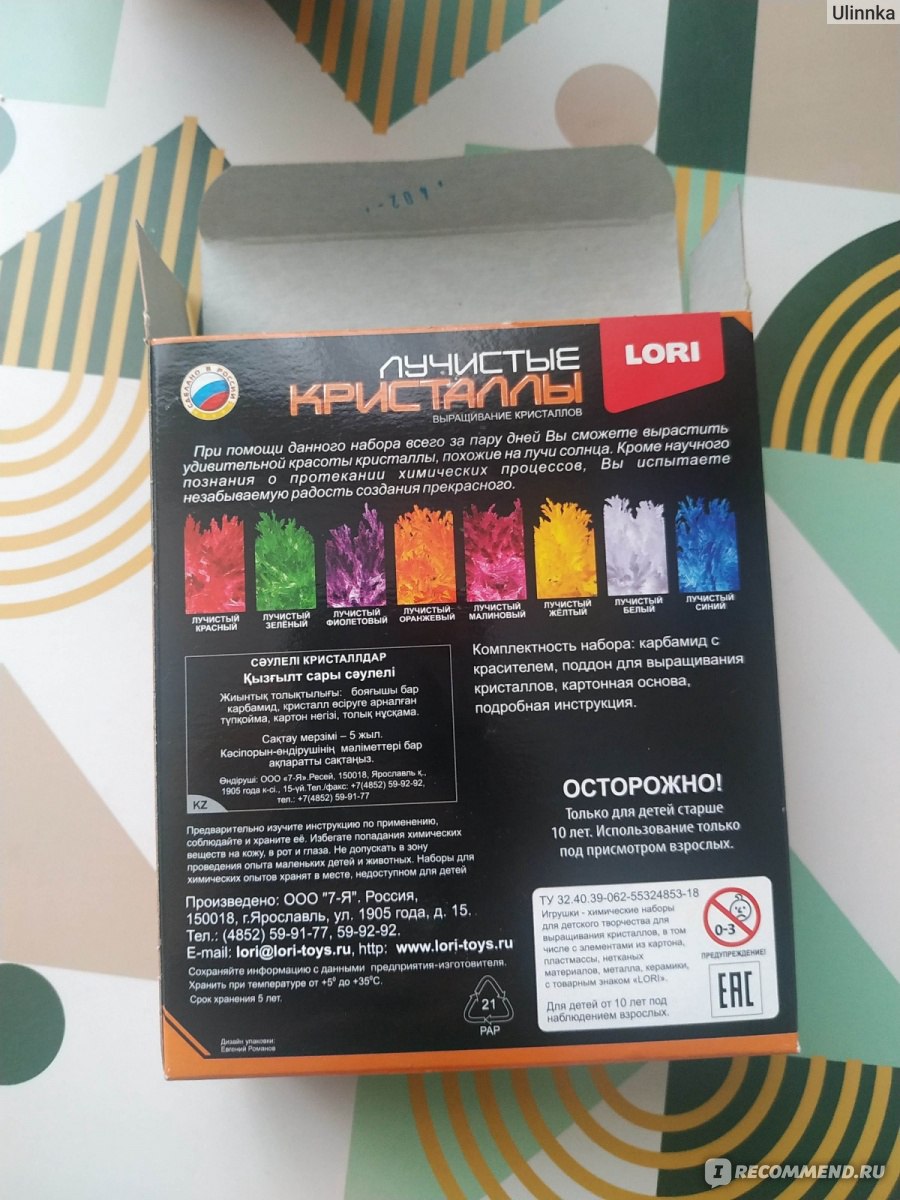 Ulinnka
402-
СДЕЛАНО В РОССИИ
ЛУЧИСТЫЕ
КРИСТАЛЛЫ
ВЫРАЩИВАНИЕ КРИСТАЛЛОВ
LORI
При помощи данного набора всего за пару дней Вы сможете вырастить
удивительной красоты кристаллы, похожие на лучи солнца. Кроме научного
познания о протекании химических процессов, Вы испытаете
незабываемую радость создания прекрасного.
ЛУЧИСТЫЙ КРАСНЫЙ
ЛУЧИСТЫЙ ЗЕЛЁНЫЙ
ЛУЧИСТЫЙ ФИОЛЕТОВЫЙ
ЛУЧИСТЫЙ ОРАНЖЕВЫЙ
ЛУЧИСТЫЙ МАЛИНОВЫЙ
ЛУЧИСТЫЙ ЖЁЛТЫЙ
ЛУЧИСТЫЙ БЕЛЫЙ
ЛУЧИСТЫЙ СИНИЙ
СӘУЛЕЛІ КРИСТАЛЛДАР
Қызғылт сары сәулелі
Жиынтық толықтылығы: бояғышы бар
карбамид, кристалл өсіруге арналған
түпқойма, картон негізі, толық нұсқама.
Сақтау мерзімі – 5 жыл.
Кәсіпорын-өндірушінің мәліметтері бар
ақпаратты сақтаңыз.
Өндіруші: ООО «7-Я».Ресей, 150018, Ярославль қ.,
1905 года к-сі., 15-үй.Тел./факс: +7(4852) 59-92-92,
тел.: +7(4852) 59-91-77
KZ
Комплектность набора: карбамид с
красителем, поддон для выращивания
кристаллов, картонная основа,
подробная инструкция.
ОСТОРОЖНО!
Только для детей старше
10 лет. Использование только
под присмотром взрослых.
Предварительно изучите инструкцию по применению,
соблюдайте и храните её. Избегайте попадания химических
веществ на кожу, в рот и глаза. Не допускать в зону
проведения опыта маленьких детей и животных. Наборы для
химических опытов хранят в месте, недоступном для детей
Произведено: ООО "7-Я". Россия,
150018, г.Ярославль, ул. 1905 года, д. 15.
Тел.: (4852) 59-91-77, 59-92-92.
E-mail: lori@lori-toys.ru, http: www.lori-toys.ru
Сохраняйте информацию с данными предприятия-изготовителя.
Хранить при температуре от +5° до +35°С.
Срок хранения 5 лет.
Дизайн упаковки:
Евгений Романов
21
PAP
ТУ 32.40.39-062-55324853-18
Игрушки - химические наборы
для детского творчества для
выращивания кристаллов, в том
числе с элементами из картона,
пластмассы, нетканых
материалов, металла, керамики,
с товарным знаком «LORI».
Для детей от 10 лет под
наблюдением взрослых.
0-3
ПРЕДУПРЕЖДЕНИЕ!
EAC
IRECOMMEND.RU